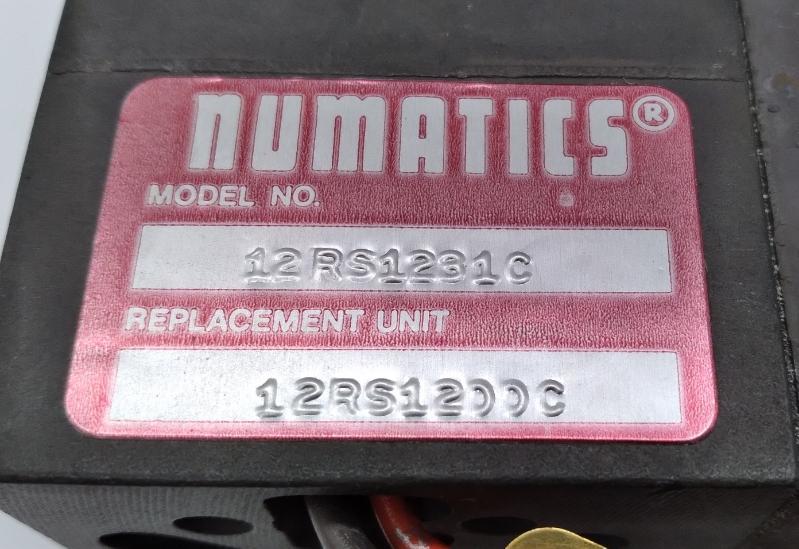 NUMATICS®
MODEL NO.
12RS1231C
REPLACEMENT UNIT
12RS1200C